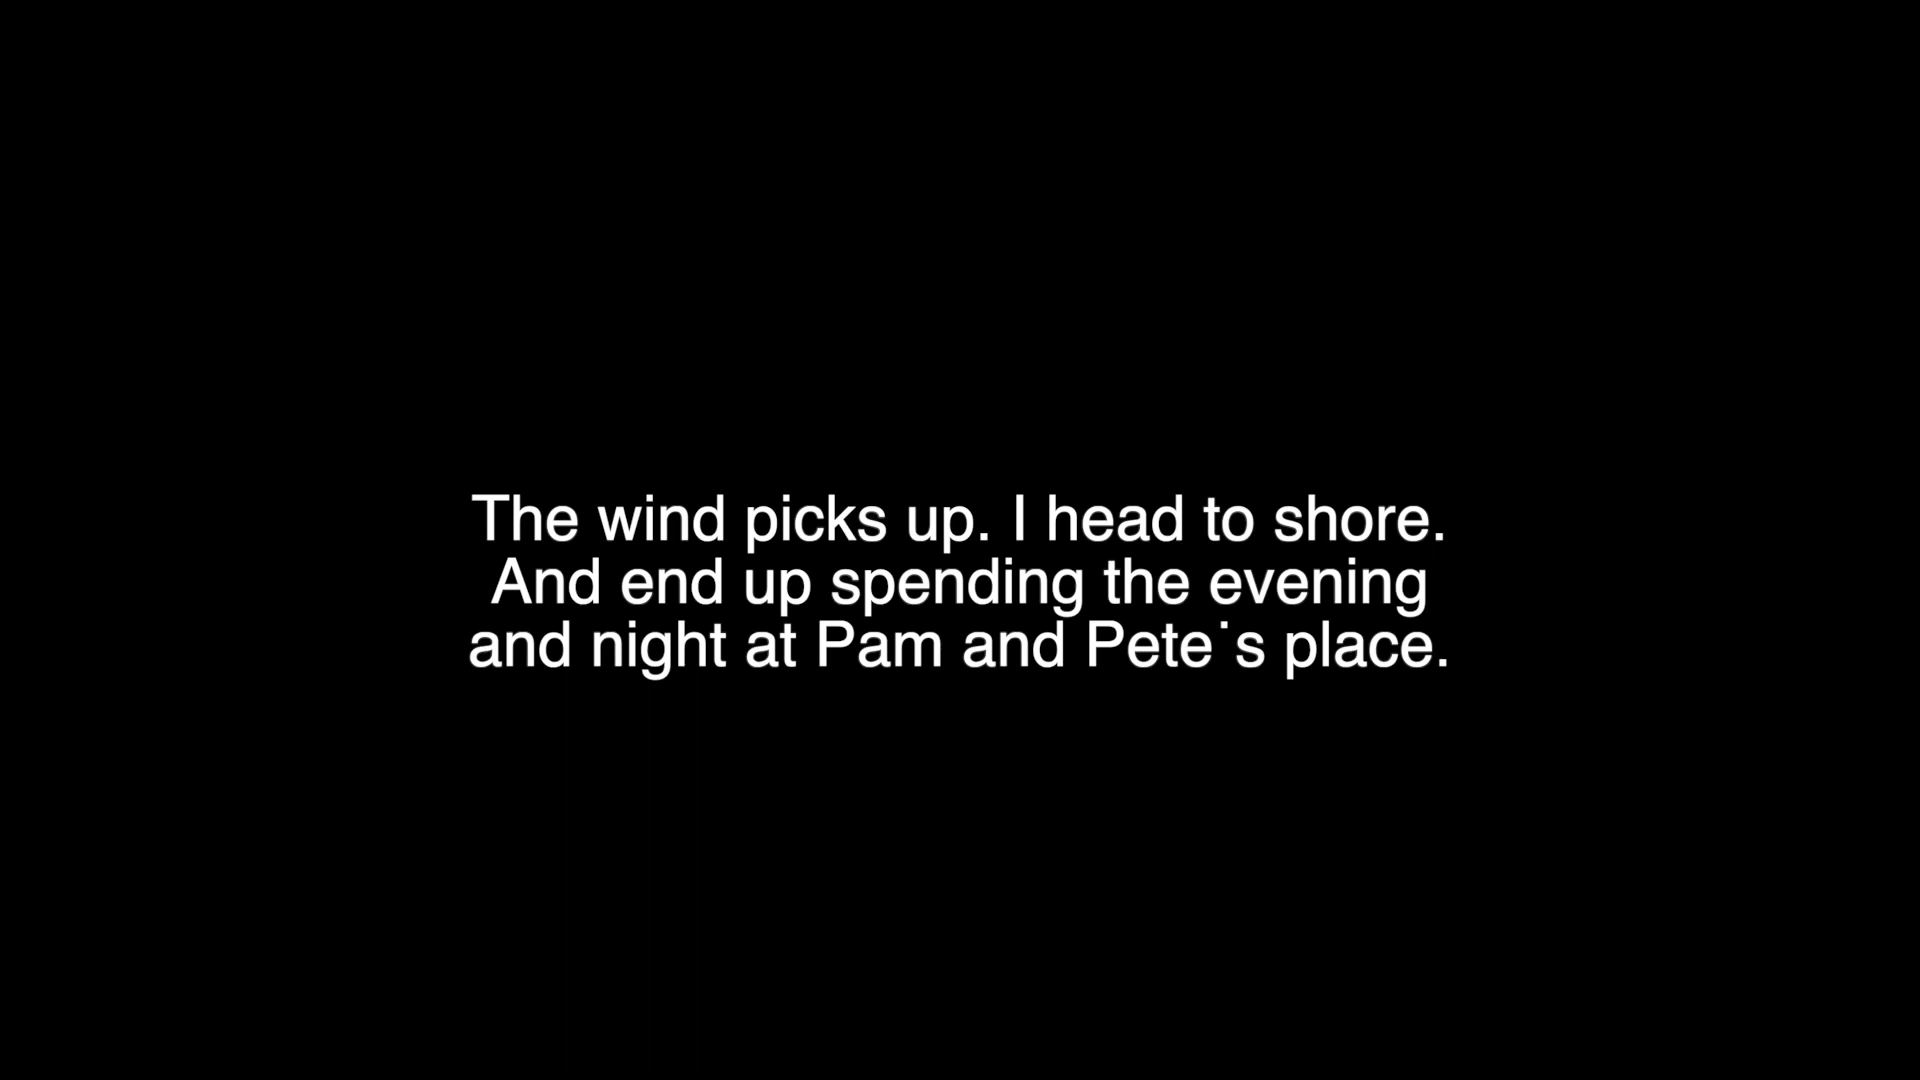 The wind picks up. I head to shore.
And end up spending the evening
and night at Pam and Pete˙s place.